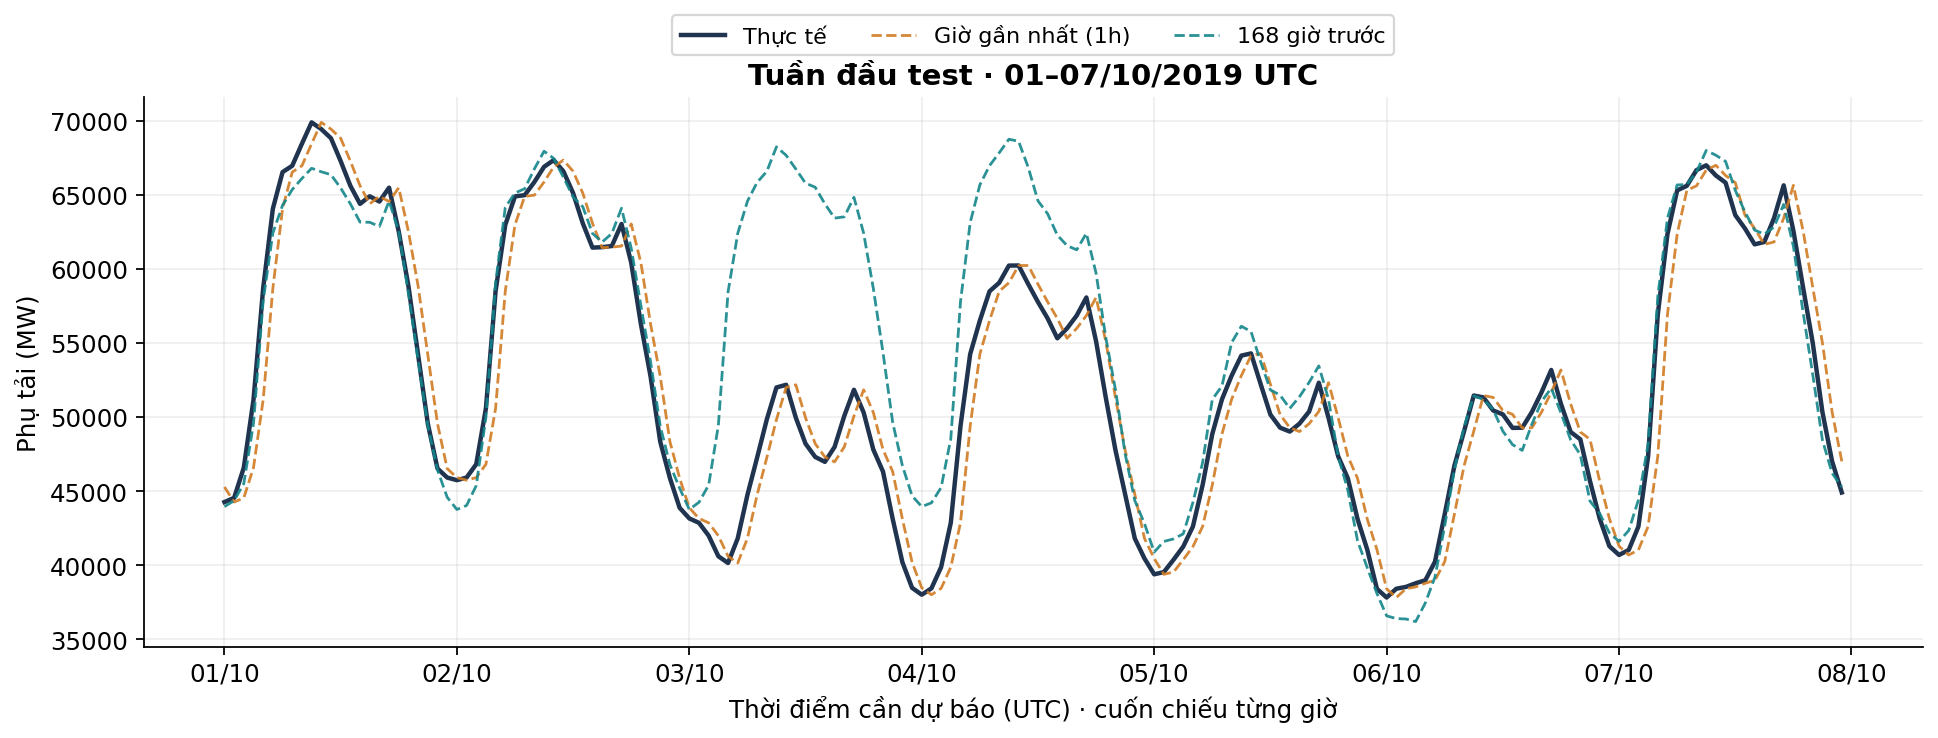 Thực tế
Giờ gần nhất (1h)
168 giờ trước
Tuần đầu test · 01–07/10/2019 UTC
Phụ tải (MW)
70000
65000
60000
55000
50000
45000
40000
35000
01/10
02/10
03/10
04/10
05/10
06/10
07/10
08/10
Thời điểm cần dự báo (UTC) · cuốn chiếu từng giờ